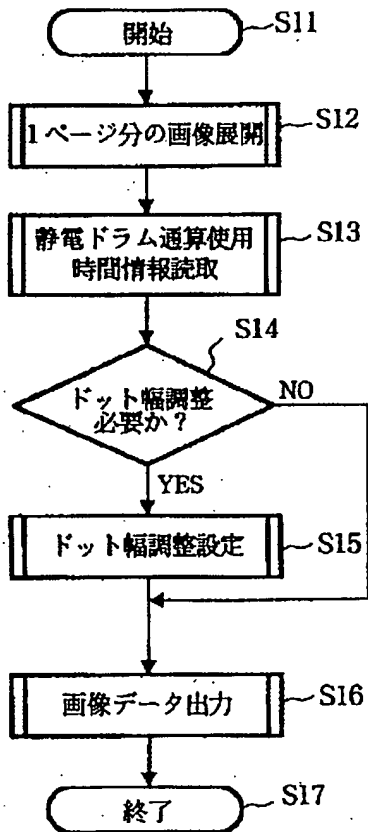 開始
S11
1ページ分の画像展開
S12
静電ドラム通算使用
時間情報読取
S13
S14
ドット幅調整
必要か？
NO
YES
ドット幅調整設定
S15
画像データ出力
S16
終了
S17